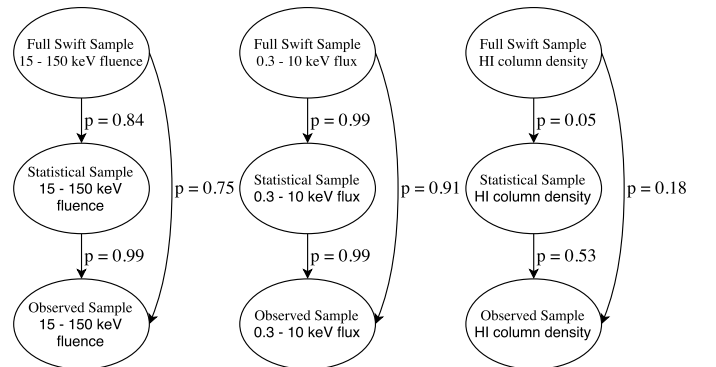 Full Swift Sample
15 - 150 keV fluence
p = 0.84
Statistical Sample
15 - 150 keV
fluence
p = 0.75
p = 0.99
Observed Sample
15 - 150 keV
fluence
Full Swift Sample
0.3 - 10 keV flux
p = 0.99
Statistical Sample
0.3 - 10 keV flux
p = 0.91
p = 0.99
Observed Sample
0.3 - 10 keV flux
Full Swift Sample
HI column density
p = 0.05
Statistical Sample
HI column density
p = 0.18
p = 0.53
Observed Sample
HI column density